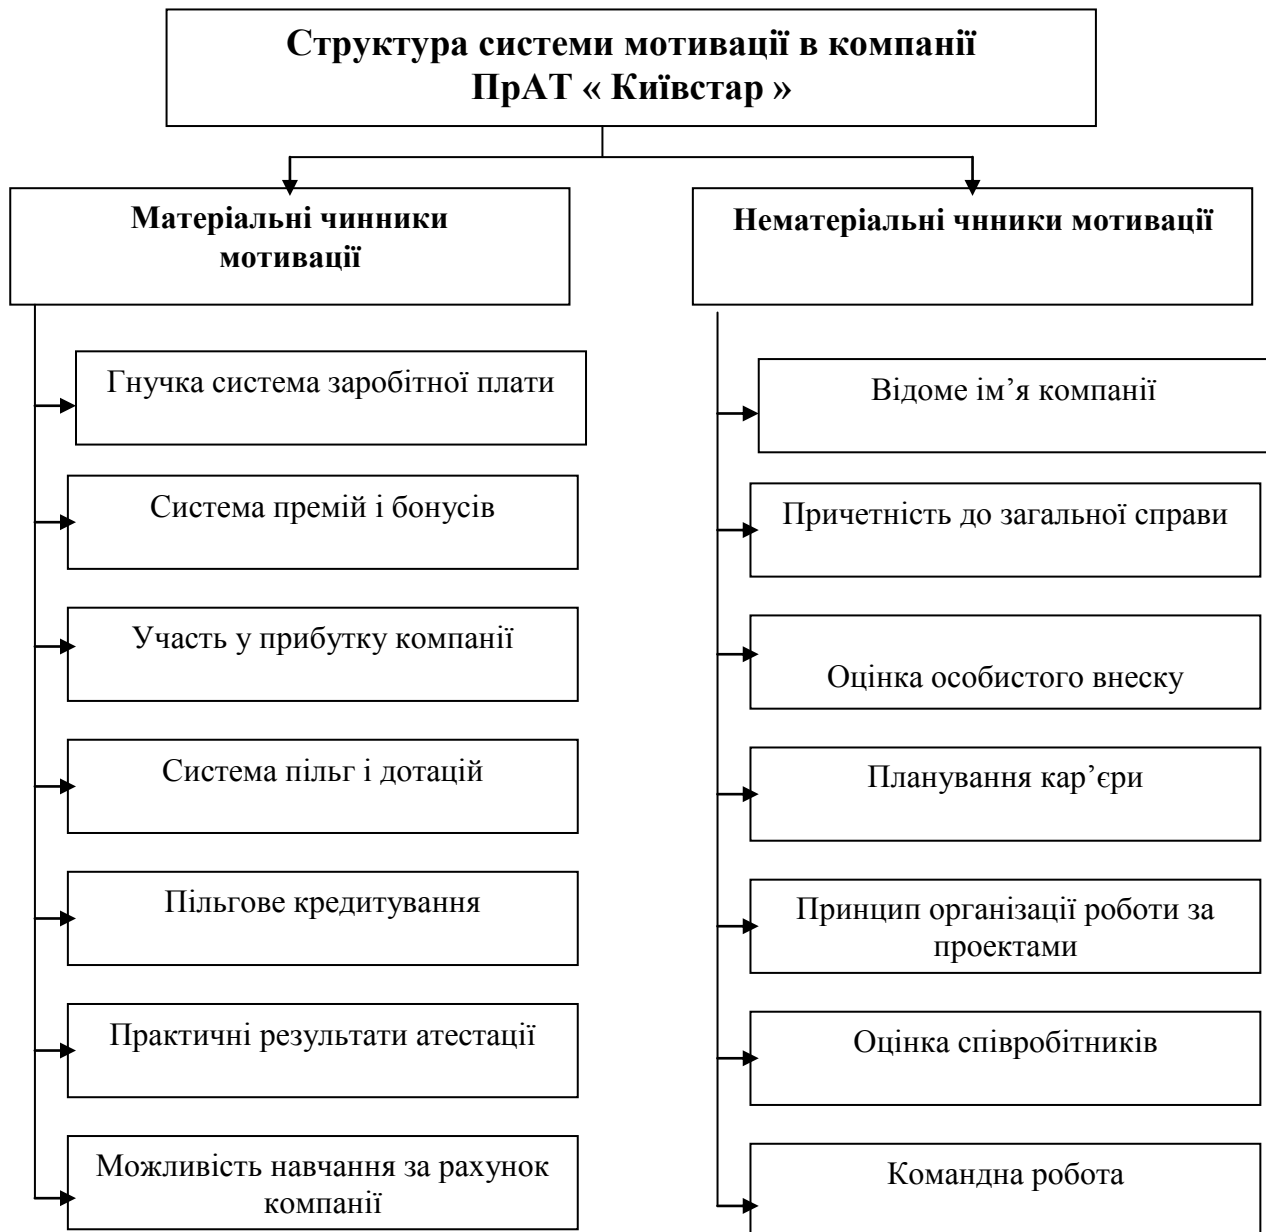 Структура системи мотивації в компанії
ПрАТ « Київстар »
Матеріальні чинники
мотивації
Гнучка система заробітної плати
Система премій і бонусів
Участь у прибутку компанії
Система пільг і дотацій
Пільгове кредитування
Практичні результати атестації
Можливість навчання за рахунок
компанії
Нематеріальні чнники мотивації
Відоме ім’я компанії
Причетність до загальної справи
Оцінка особистого внеску
Планування кар’єри
Принцип організації роботи за
проектами
Оцінка співробітників
Командна робота